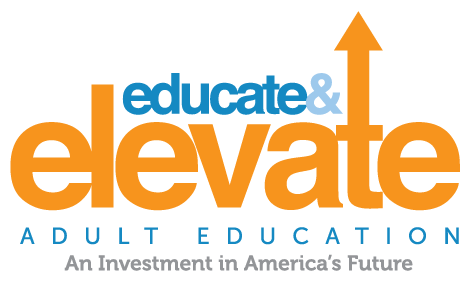 educate&
elevate
ADULT EDUCATION
An Investment in America's Future